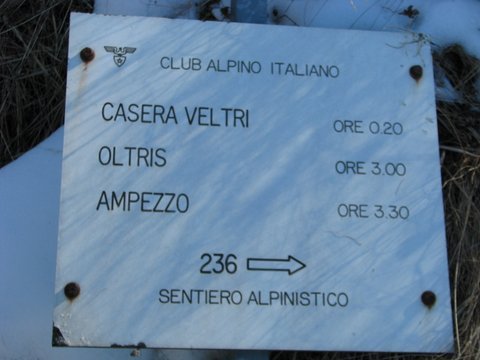 CLUB ALPINO ITALIANO
CASERA VELTRI ORE 0.20
OLTRIS ORE 3.00
AMPEZZO ORE 3.30
236
SENTIERO ALPINISTICO